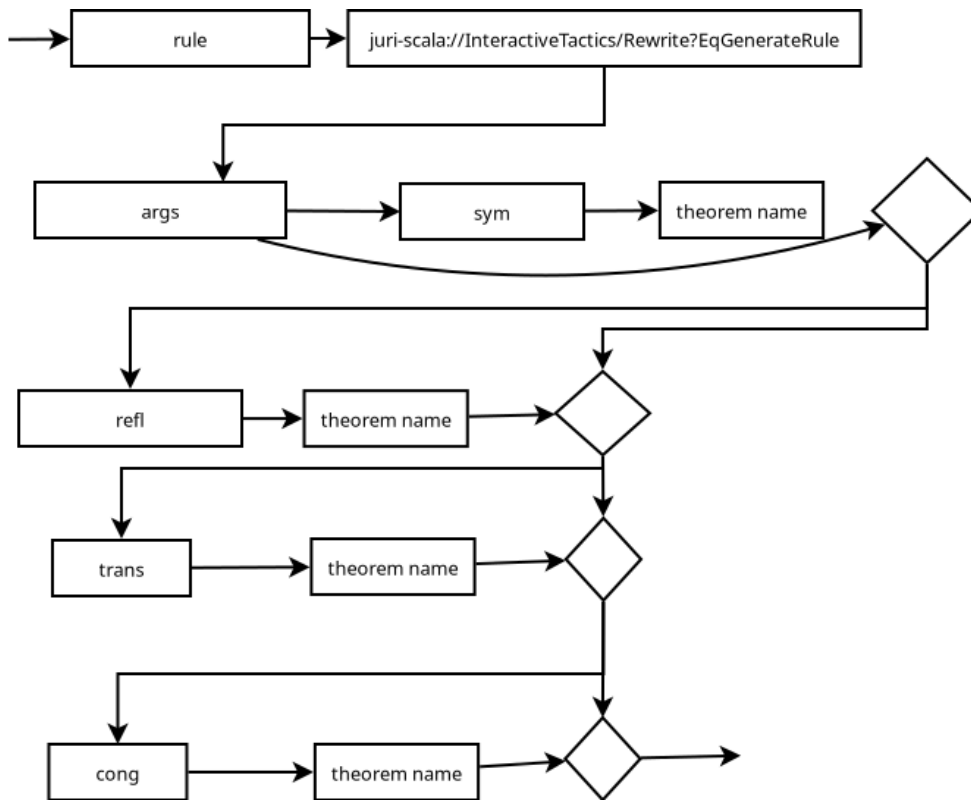 rule
juri-scala://InteractiveTactics/Rewrite?EqGenerateRule
args
sym
theorem name
refl
theorem name
trans
theorem name
cong
theorem name